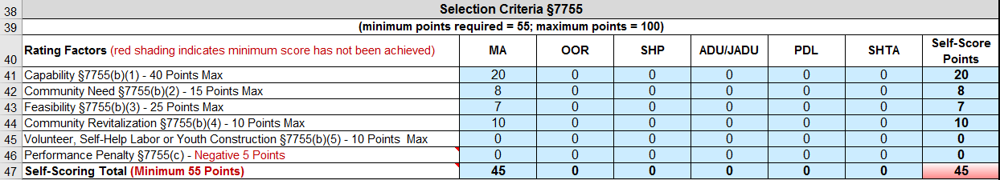 38 Selection Criteria §7755
39 (minimum points required = 55; maximum points = 100)
40 Rating Factors (red shading indicates minimum score has not been achieved) MA OOR SHP ADU/JADU PDL SHTA Self-Score Points
41 Capability §7755(b)(1) - 40 Points Max 20 0 0 0 0 0 20
42 Community Need §7755(b)(2) - 15 Points Max 8 0 0 0 0 0 8
43 Feasibility §7755(b)(3) - 25 Points Max 7 0 0 0 0 0 7
44 Community Revitalization §7755(b)(4) - 10 Points Max 10 0 0 0 0 0 10
45 Volunteer, Self-Help Labor or Youth Construction §7755(b)(5) - 10 Points Max 0 0 0 0 0 0 0
46 Performance Penalty §7755(c) - Negative 5 Points 0 0 0 0 0 0 0
47 Self-Scoring Total (Minimum 55 Points) 45 0 0 0 0 0 45